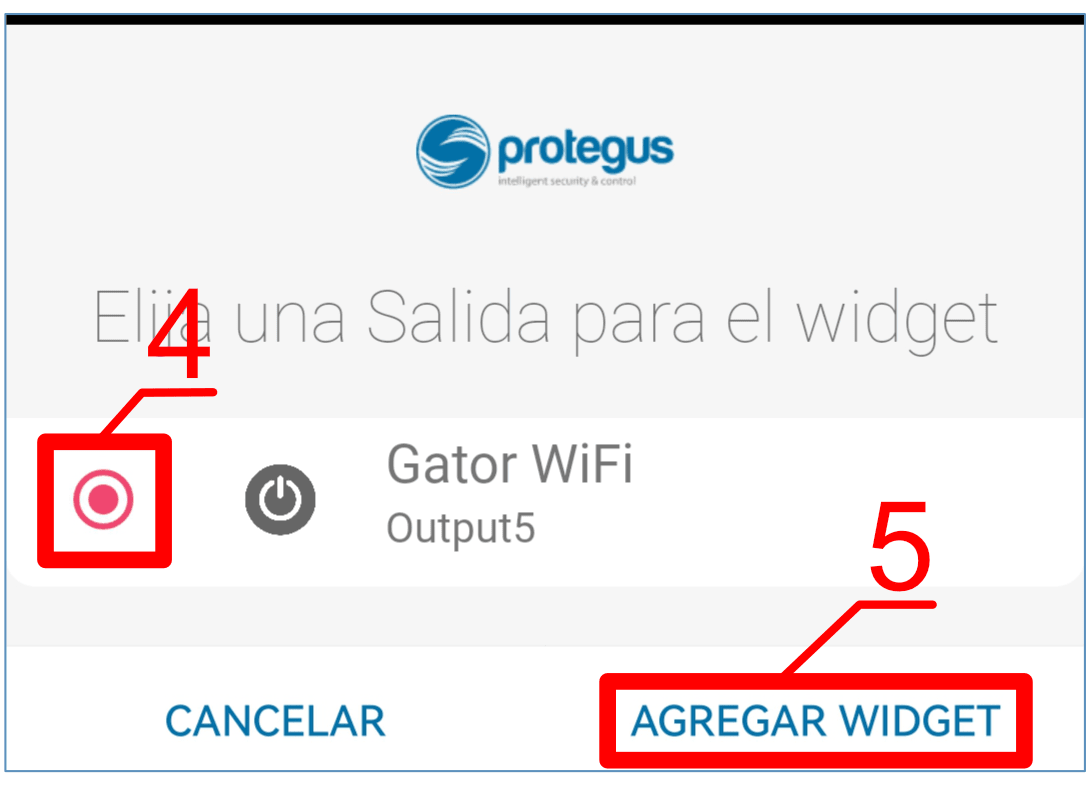 protegus
intelligent security & control
Elija una Salida para el widget
4
Gator WiFi
Output5
5
CANCELAR
AGREGAR WIDGET